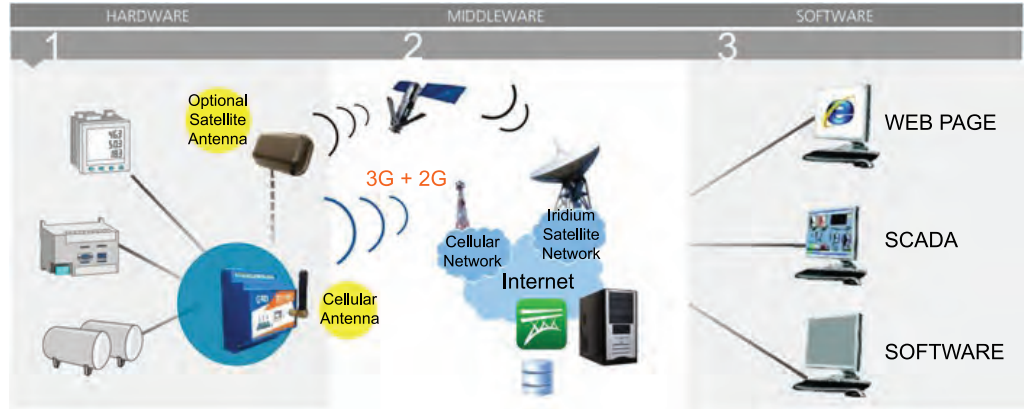 HARDWARE
MIDDLEWARE
SOFTWARE
1
2
3
Optional
Satellite
Antenna
3G + 2G
Cellular
Antenna
Cellular
Network
Iridium
Satellite
Network
Internet
WEB PAGE
SCADA
SOFTWARE